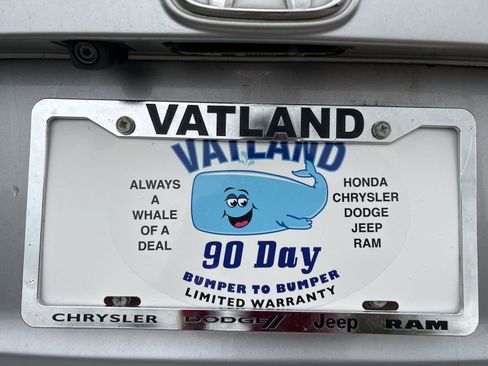 VATLAND
VATLAND
ALWAYS
A
WHALE
OF A
DEAL
HONDA
CHRYSLER
DODGE
JEEP
RAM
90 Day
BUMPER TO BUMPER
LIMITED WARRANTY
CHRYSLER DODGE// Jeep RAM